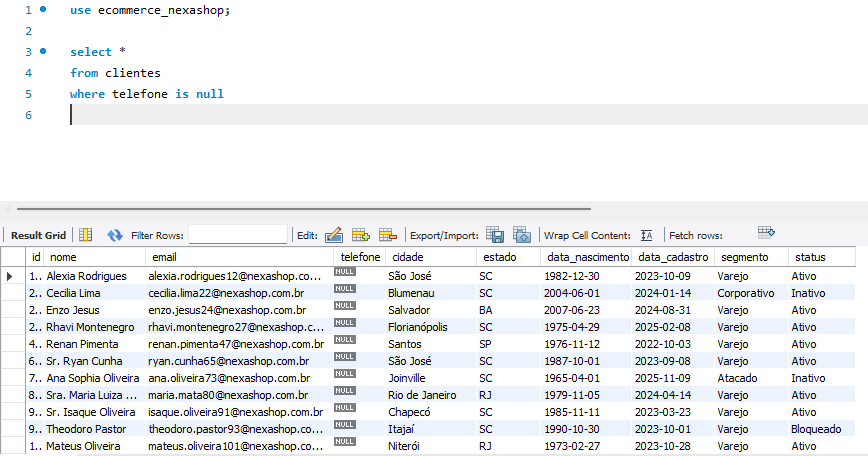 1 use ecommerce_nexashop;
2
3 select *
4 from clientes
5 where telefone is null
6
Result Grid Filter Rows: Edit: Export/Import: Wrap Cell Content: IA Fetch rows:
id nome email telefone cidade estado data_nascimento data_cadastro segmento status
1.. Alexia Rodrigues alexia.rodrigues12@nexashop.co... NULL São José SC 1982-12-30 2023-10-09 Varejo Ativo
2.. Cecilia Lima cecilia.lima22@nexashop.com.br NULL Blumenau SC 2004-06-01 2024-01-14 Corporativo Inativo
2.. Enzo Jesus enzo.jesus24@nexashop.com.br NULL Salvador BA 2007-06-23 2024-08-31 Varejo Ativo
2.. Rhavi Montenegro rhavi.montenegro27@nexashop.c... NULL Florianópolis SC 1975-04-29 2025-02-08 Varejo Ativo
4.. Renan Pimenta renan.pimenta47@nexashop.com.br NULL Santos SP 1976-11-12 2022-10-03 Varejo Ativo
6.. Sr. Ryan Cunha ryan.cunha65@nexashop.com.br NULL São José SC 1987-10-01 2023-09-08 Varejo Ativo
7.. Ana Sophia Oliveira ana.oliveira73@nexashop.com.br NULL Joinville SC 1965-04-01 2025-11-09 Atacado Inativo
8.. Sra. Maria Luiza ... maria.mata80@nexashop.com.br NULL Rio de Janeiro RJ 1979-11-05 2024-04-14 Varejo Ativo
9.. Sr. Isaque Oliveira isaque.oliveira91@nexashop.com.br NULL Chapecó SC 1985-11-11 2023-03-23 Varejo Ativo
9.. Theodoro Pastor theodoro.pastor93@nexashop.co... NULL Itajaí SC 1990-10-30 2023-10-01 Varejo Bloqueado
1.. Mateus Oliveira mateus.oliveira101@nexashop.co... NULL Niterói RJ 1973-02-27 2023-10-28 Varejo Ativo